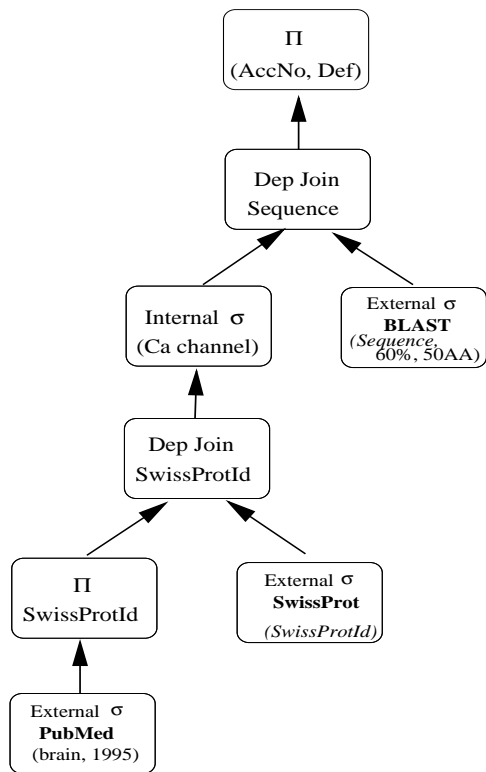 Π
(AccNo, Def)
Dep Join
Sequence
Internal σ
(Ca channel)
External σ
BLAST
(Sequence,
60%, 50AA)
Dep Join
SwissProtId
Π
SwissProtId
External σ
SwissProt
(SwissProtId)
External σ
PubMed
(brain, 1995)